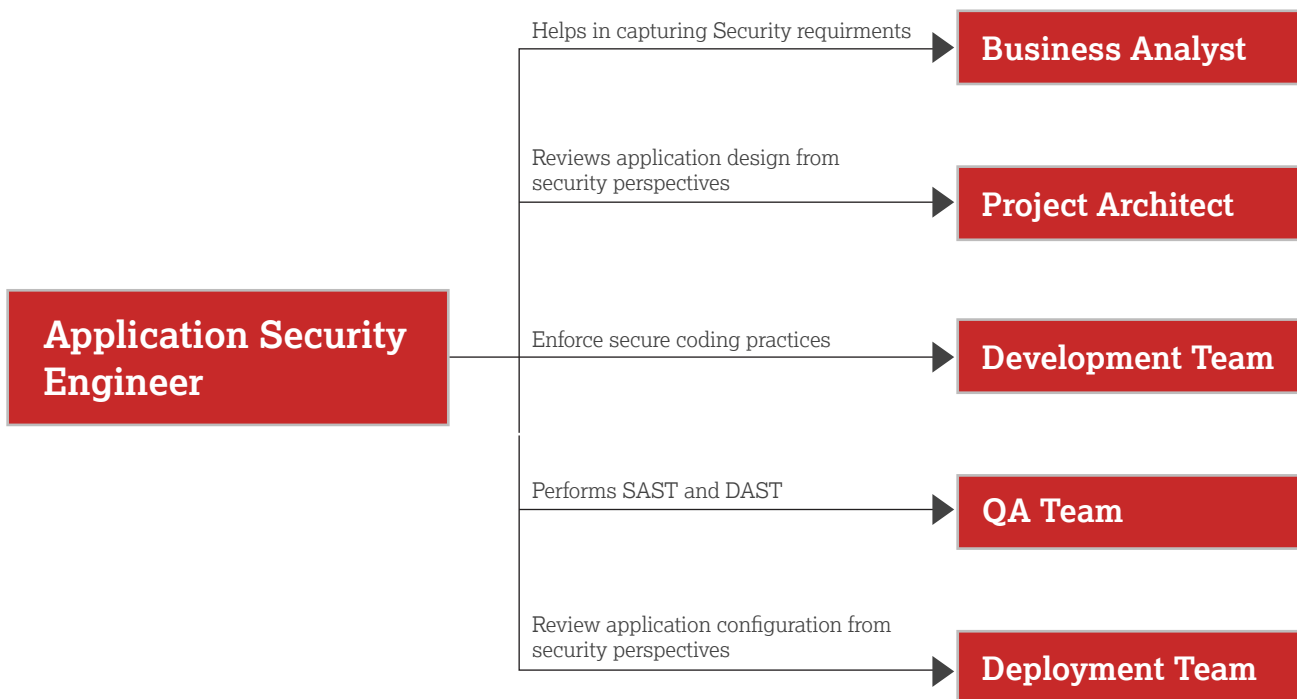 Helps in capturing Security requirments
Business Analyst
Reviews application design from
security perspectives
Project Architect
Application Security
Engineer
Enforce secure coding practices
Development Team
Performs SAST and DAST
QA Team
Review application configuration from
security perspectives
Deployment Team